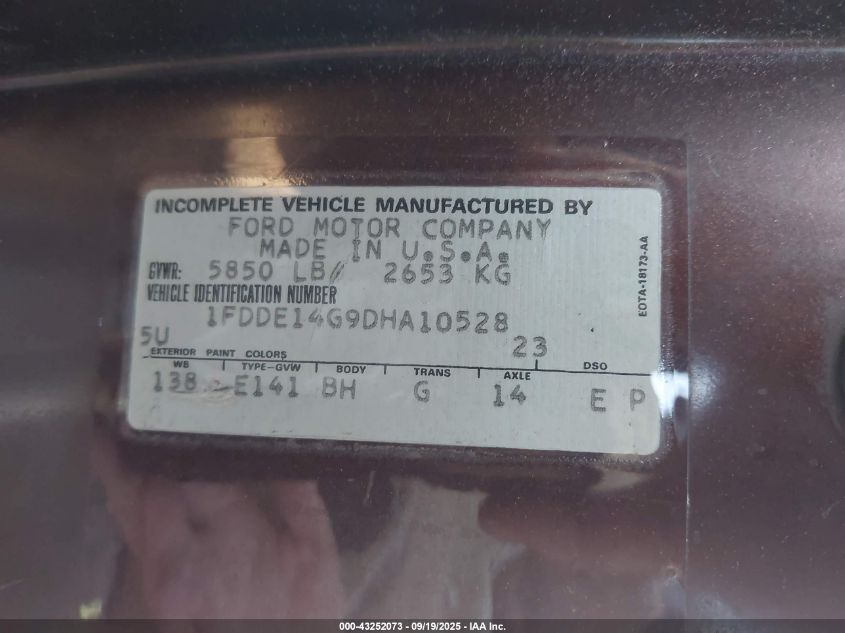 INCOMPLETE VEHICLE MANUFACTURED BY
FORD MOTOR COMPANY
MADE IN U.S.A.
GVWR: 5850 LB// 2653 KG
VEHICLE IDENTIFICATION NUMBER
1FDDE14G9DHA10528
5U 23
EXTERIOR PAINT COLORS DSO
WB TYPE-GVW BODY TRANS AXLE
138 E141 BH G 14 E P
EOTA-18173-AA
000-43252073 - 09/19/2025 - IAA Inc.